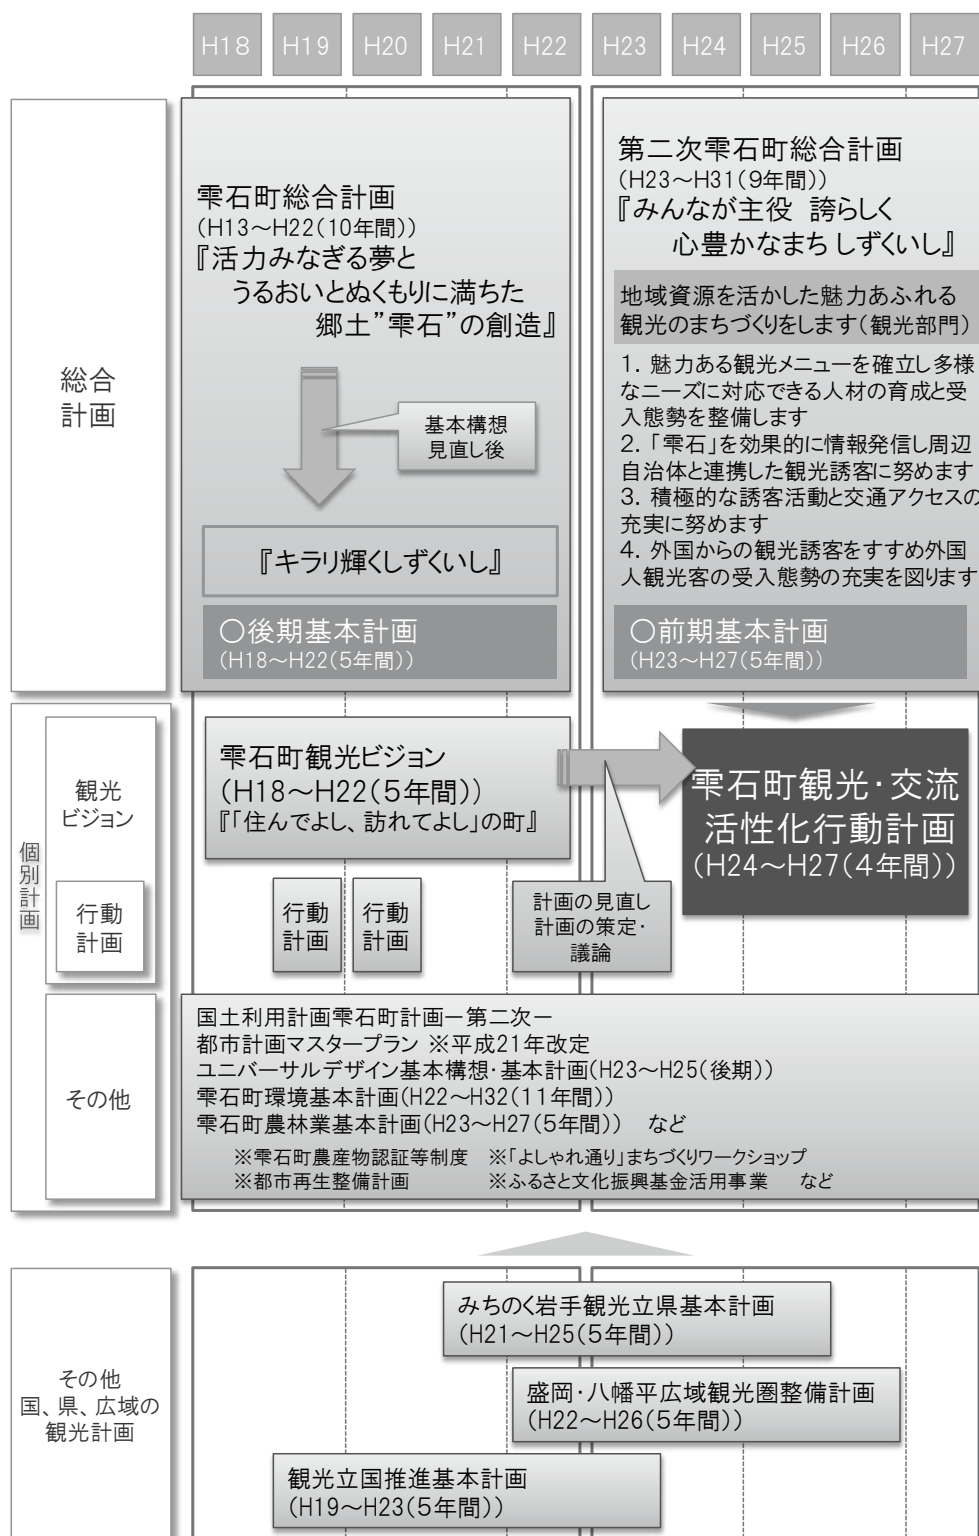 H18 H19 H20 H21 H22 H23 H24 H25 H26 H27
総合
計画
雫石町総合計画
(H13～H22(10年間))
『活力みなぎる夢と
うるおいとぬくもりに満ちた
郷土”雫石”の創造』
基本構想
見直し後
『キラリ輝くしずくいし』
○後期基本計画
(H18～H22(5年間))
第二次雫石町総合計画
(H23～H31(9年間))
『みんなが主役 誇らしく
心豊かなまち しずくいし』
地域資源を活かした魅力あふれる
観光のまちづくりをします(観光部門)
1. 魅力ある観光メニューを確立し多様
なニーズに対応できる人材の育成と受
入態勢を整備します
2. 「雫石」を効果的に情報発信し周辺
自治体と連携した観光誘客に努めます
3. 積極的な誘客活動と交通アクセスの
充実に努めます
4. 外国からの観光誘客をすすめ外国
人観光客の受入態勢の充実を図ります
○前期基本計画
(H23～H27(5年間))
個別計画
観光
ビジョン
行動
計画
雫石町観光ビジョン
(H18～H22(5年間))
『「住んでよし、訪れてよし」の町』
行動
計画
行動
計画
計画の見直し
計画の策定・
議論
雫石町観光・交流
活性化行動計画
(H24～H27(4年間))
その他
国土利用計画雫石町計画－第二次－
都市計画マスタープラン ※平成21年改定
ユニバーサルデザイン基本構想・基本計画(H23～H25(後期))
雫石町環境基本計画(H22～H32(11年間))
雫石町農林業基本計画(H23～H27(5年間)) など
※雫石町農産物認証等制度 ※「よしゃれ通り」まちづくりワークショップ
※都市再生整備計画 ※ふるさと文化振興基金活用事業 など
その他
国、県、広域の
観光計画
みちのく岩手観光立県基本計画
(H21～H25(5年間))
盛岡・八幡平広域観光圏整備計画
(H22～H26(5年間))
観光立国推進基本計画
(H19～H23(5年間))